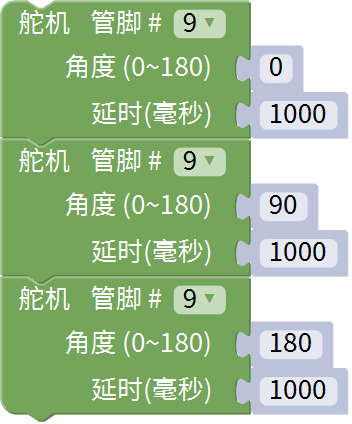 舵机 管脚 # 9
角度 (0~180) 0
延时(毫秒) 1000
舵机 管脚 # 9
角度 (0~180) 90
延时(毫秒) 1000
舵机 管脚 # 9
角度 (0~180) 180
延时(毫秒) 1000